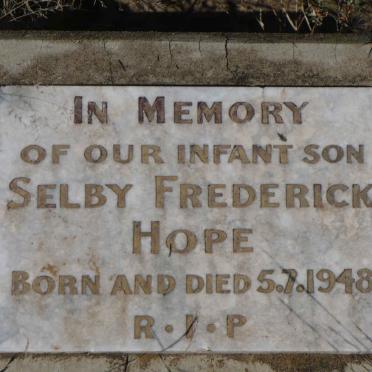 IN MEMORY
OF OUR INFANT SON
SELBY FREDERICK
HOPE
BORN AND DIED 5.7.1948
R·I·P